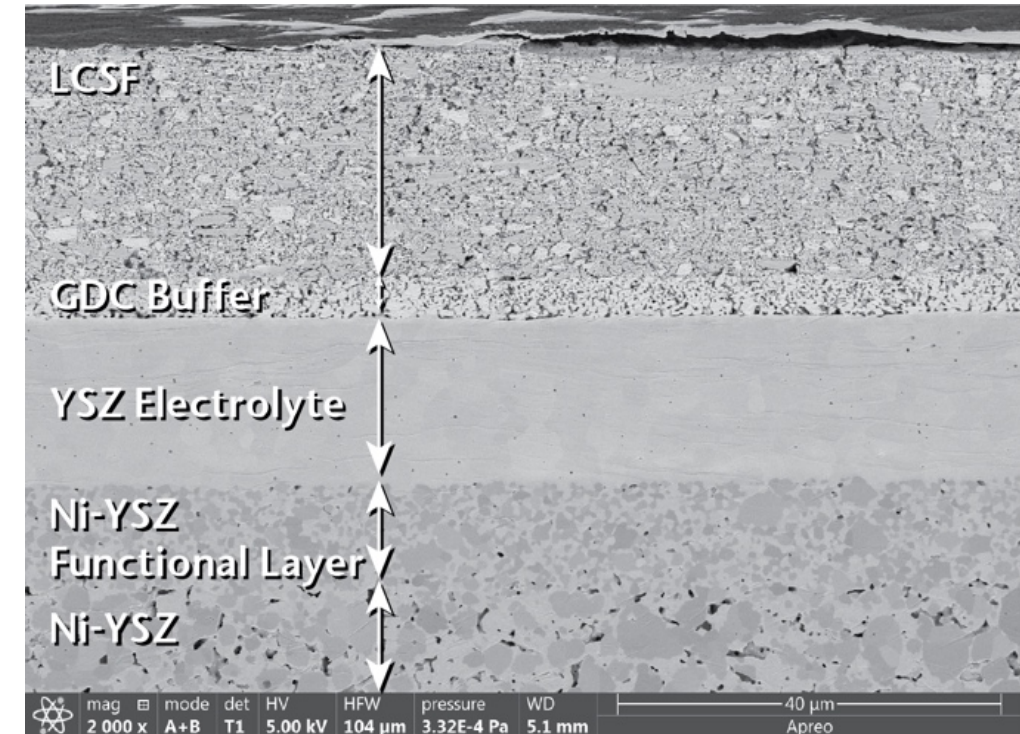 LCSF
GDC Buffer
YSZ Electrolyte
Ni-YSZ
Functional Layer
Ni-YSZ
mag mode det HV HFW pressure WD 40 µm
2 000 x A+B T1 5.00 kV 104 µm 3.32E-4 Pa 5.1 mm Apreo